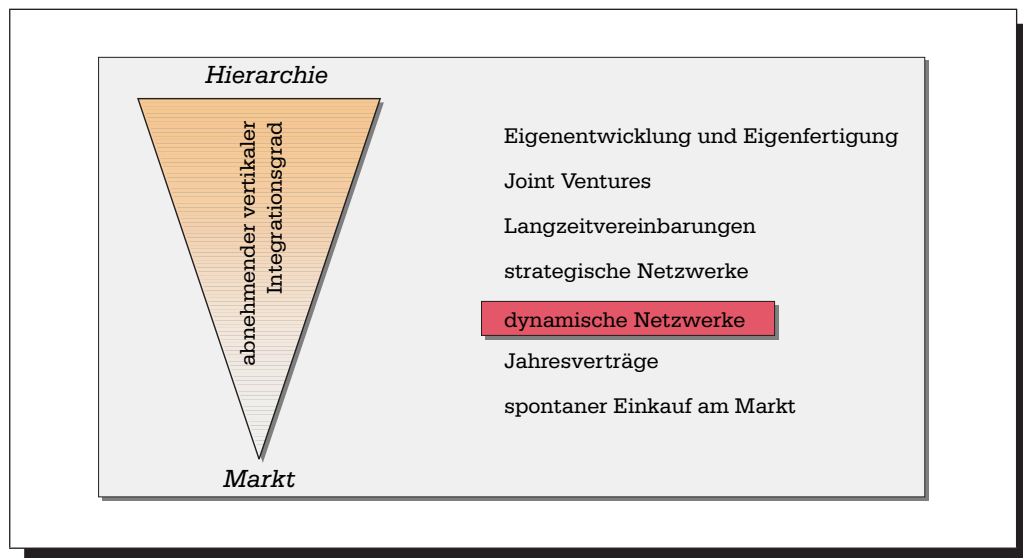 Hierarchie
abnehmender vertikaler
Integrationsgrad
Markt
Eigenentwicklung und Eigenfertigung
Joint Ventures
Langzeitvereinbarungen
strategische Netzwerke
dynamische Netzwerke
Jahresverträge
spontaner Einkauf am Markt